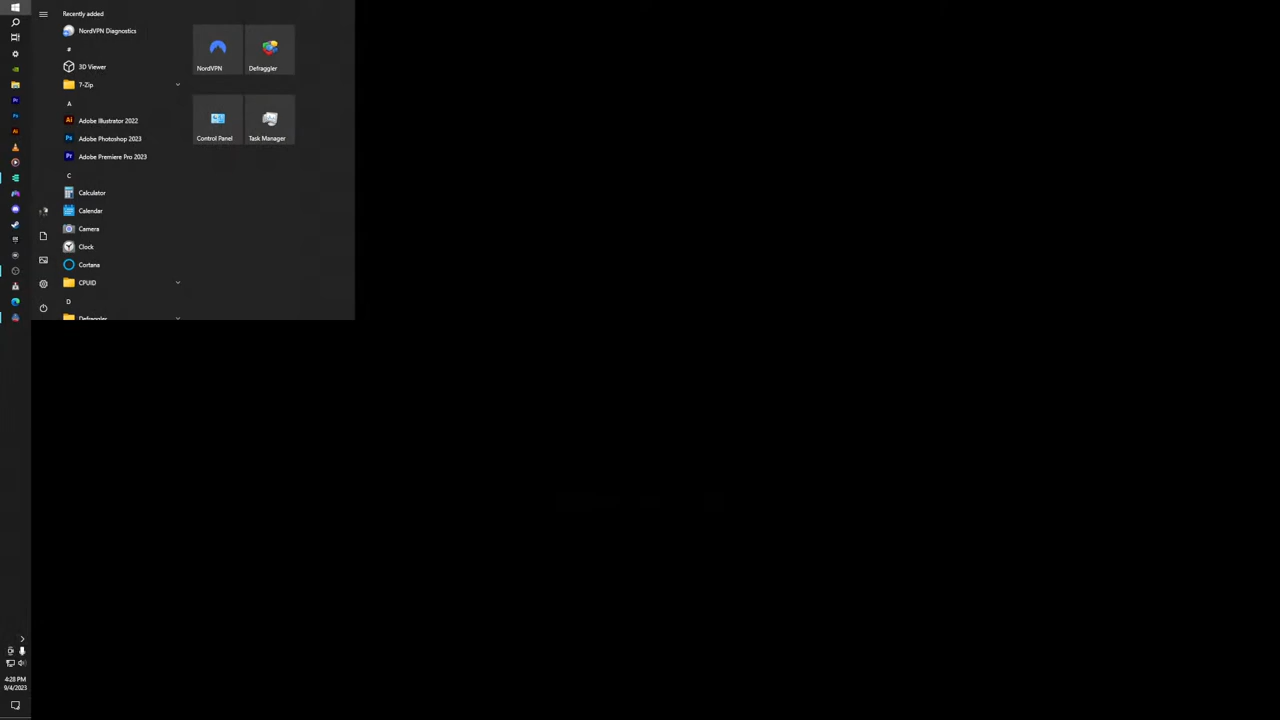 Recently added
NordVPN Diagnostics
#
3D Viewer
7-Zip
A
Adobe Illustrator 2022
Adobe Photoshop 2023
Adobe Premiere Pro 2023
C
Calculator
Calendar
Camera
Clock
Cortana
CPUID
D
Defraggler
NordVPN
Defraggler
Control Panel
Task Manager
4:28 PM
9/4/2023